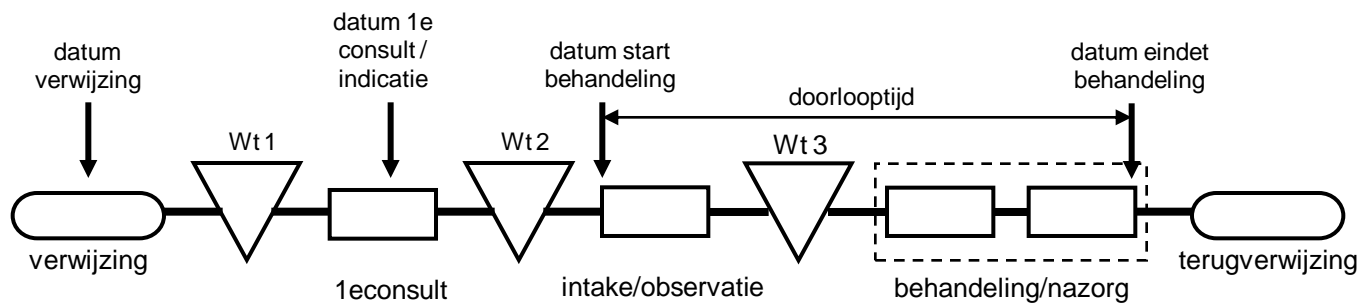 datum
verwijzing
datum 1e
consult /
indicatie
datum start
behandeling
datum eindet
behandeling
doorlooptijd
Wt 1
Wt 2
Wt 3
verwijzing
1econsult
intake/observatie
behandeling/nazorg
terugverwijzing